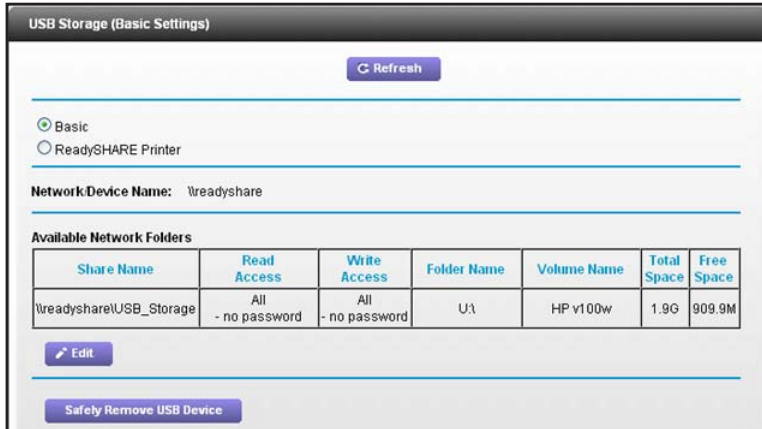 USB Storage (Basic Settings)
Refresh
Basic
ReadySHARE Printer
Network/Device Name: \\readyshare
Available Network Folders
Share Name Read Access Write Access Folder Name Volume Name Total Space Free Space
\\readyshare\USB_Storage All - no password All - no password U:\ HP v100w 1.9G 909.9M
Edit
Safely Remove USB Device